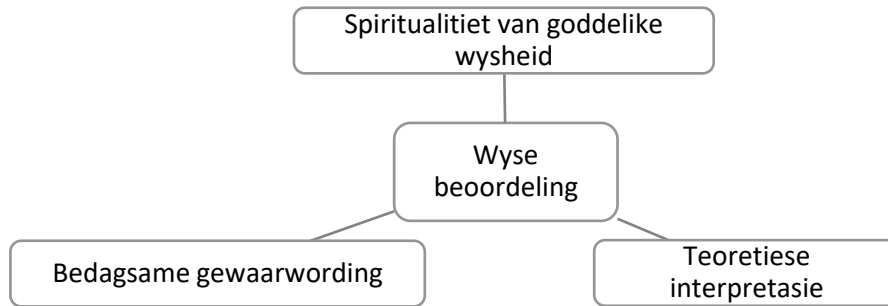 Spiritualitiet van goddelike
wysheid
Wyse
beoordeling
Bedagsame gewaarwording
Teoretiese
interpretasie